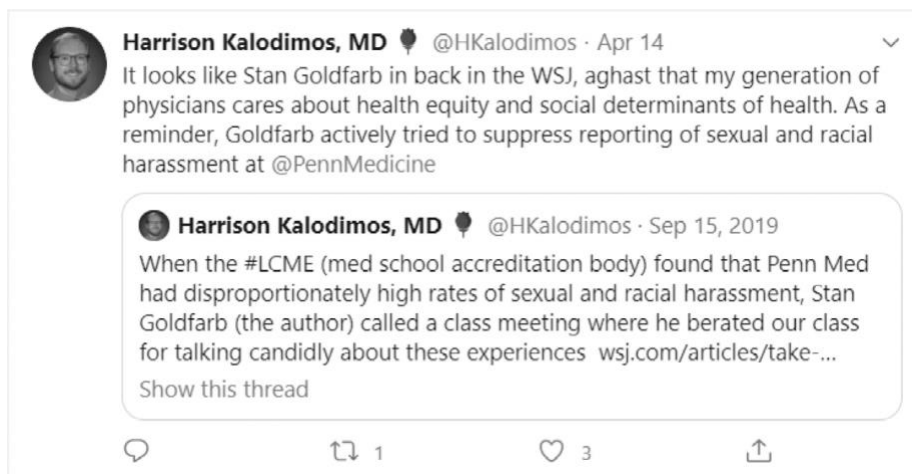 Harrison Kalodimos, MD @HKalodimos · Apr 14
It looks like Stan Goldfarb in back in the WSJ, aghast that my generation of
physicians cares about health equity and social determinants of health. As a
reminder, Goldfarb actively tried to suppress reporting of sexual and racial
harassment at @PennMedicine
Harrison Kalodimos, MD @HKalodimos · Sep 15, 2019
When the #LCME (med school accreditation body) found that Penn Med
had disproportionately high rates of sexual and racial harassment, Stan
Goldfarb (the author) called a class meeting where he berated our class
for talking candidly about these experiences wsj.com/articles/take-...
Show this thread
1 3